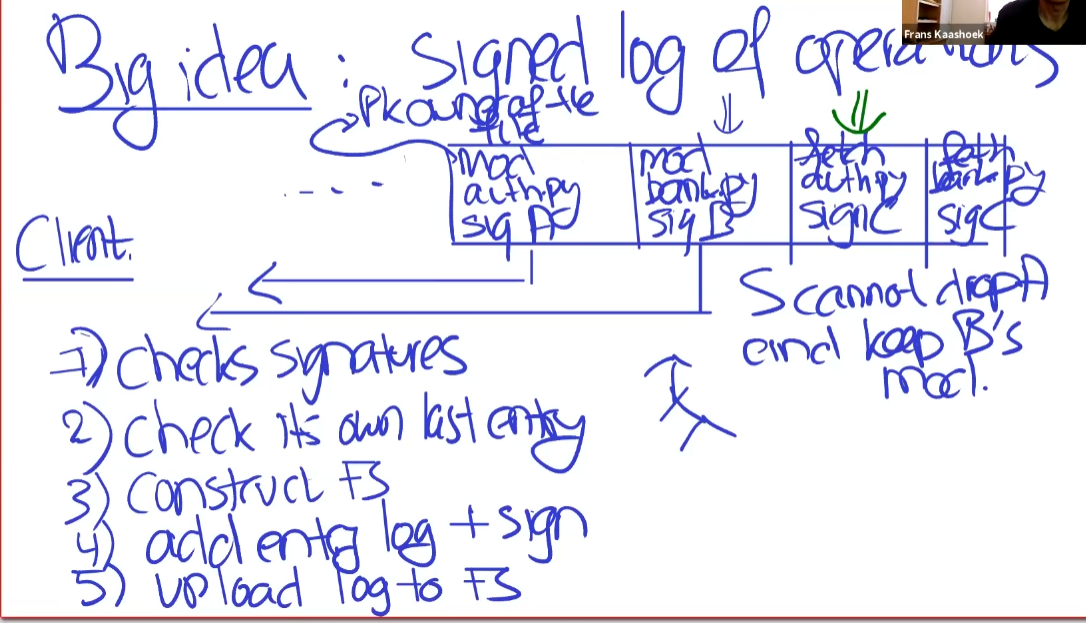 Frans Kaashoek
Big idea: Signed log of operations
PK owner of the file
mod auth.py sig A
mod bank.py sig B
fetch auth.py sign C
fetch bank.py sig C
Client.
S cannot drop A
and keep B's
mod.
1) checks signatures
2) check its own last entry
3) construct FS
4) add entry log + sign
5) upload log to FS